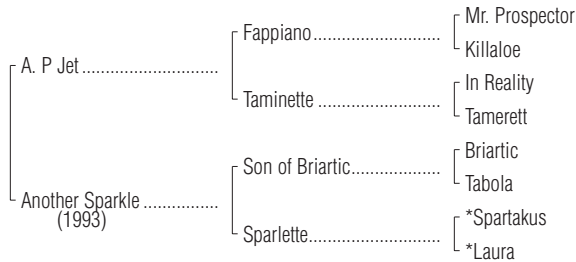 Mr. Prospector
Fappiano
Killaloe
A. P Jet
In Reality
Taminette
Tamerett
Briartic
Son of Briartic
Tabola
Another Sparkle
(1993)
*Spartakus
Sparlette
*Laura